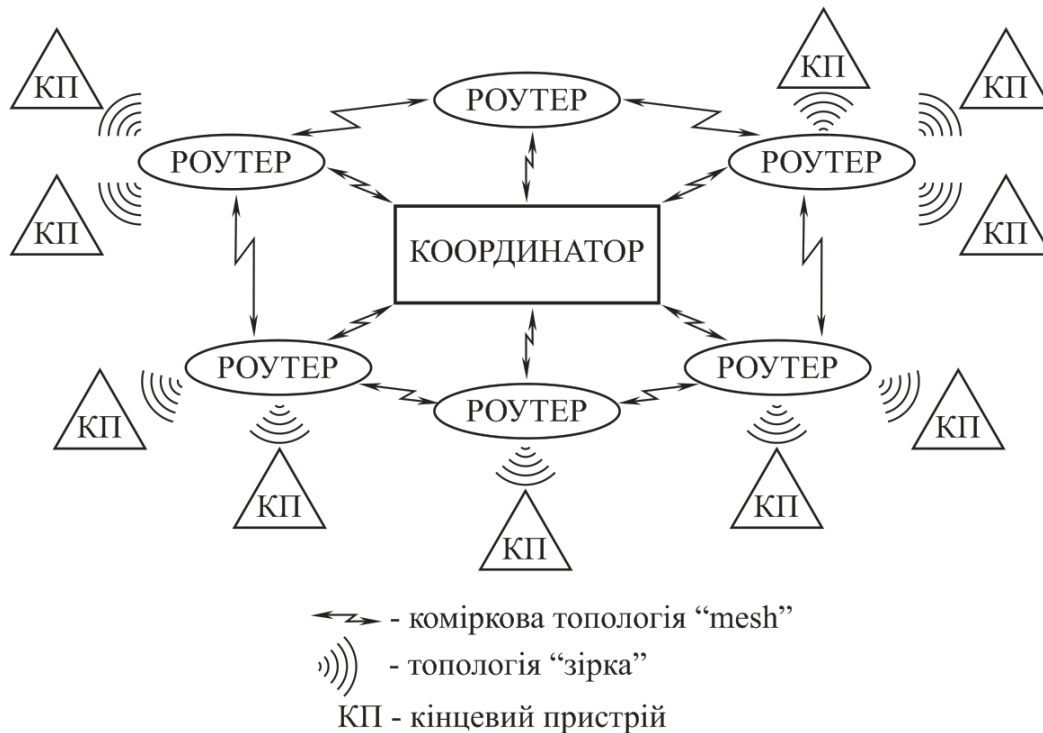 КП
КП
КП
РОУТЕР
РОУТЕР
РОУТЕР
КП
КП
КООРДИНАТОР
РОУТЕР
РОУТЕР
РОУТЕР
КП
КП
КП
КП
КП
- коміркова топологія “mesh”
- топологія “зірка”
КП - кінцевий пристрій